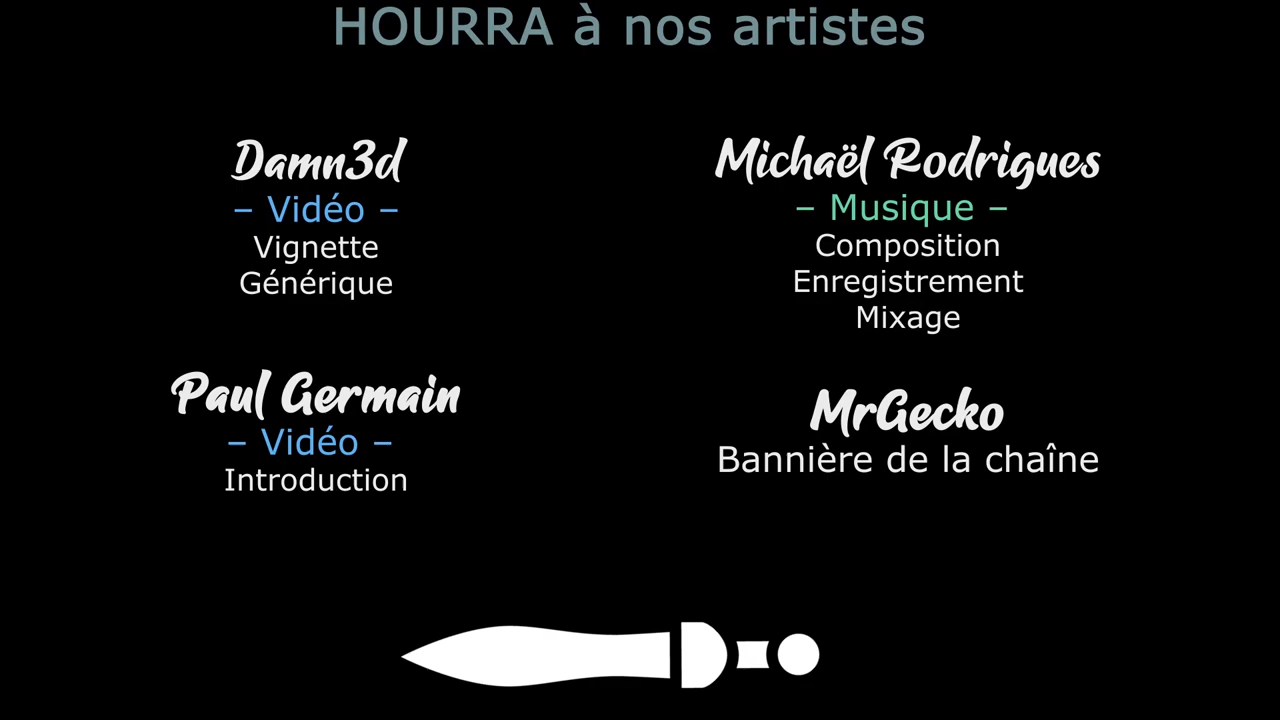 HOURRA à nos artistes
Damn3d
– Vidéo –
Vignette
Générique
Michaël Rodrigues
– Musique –
Composition
Enregistrement
Mixage
Paul Germain
– Vidéo –
Introduction
MrGecko
Bannière de la chaîne